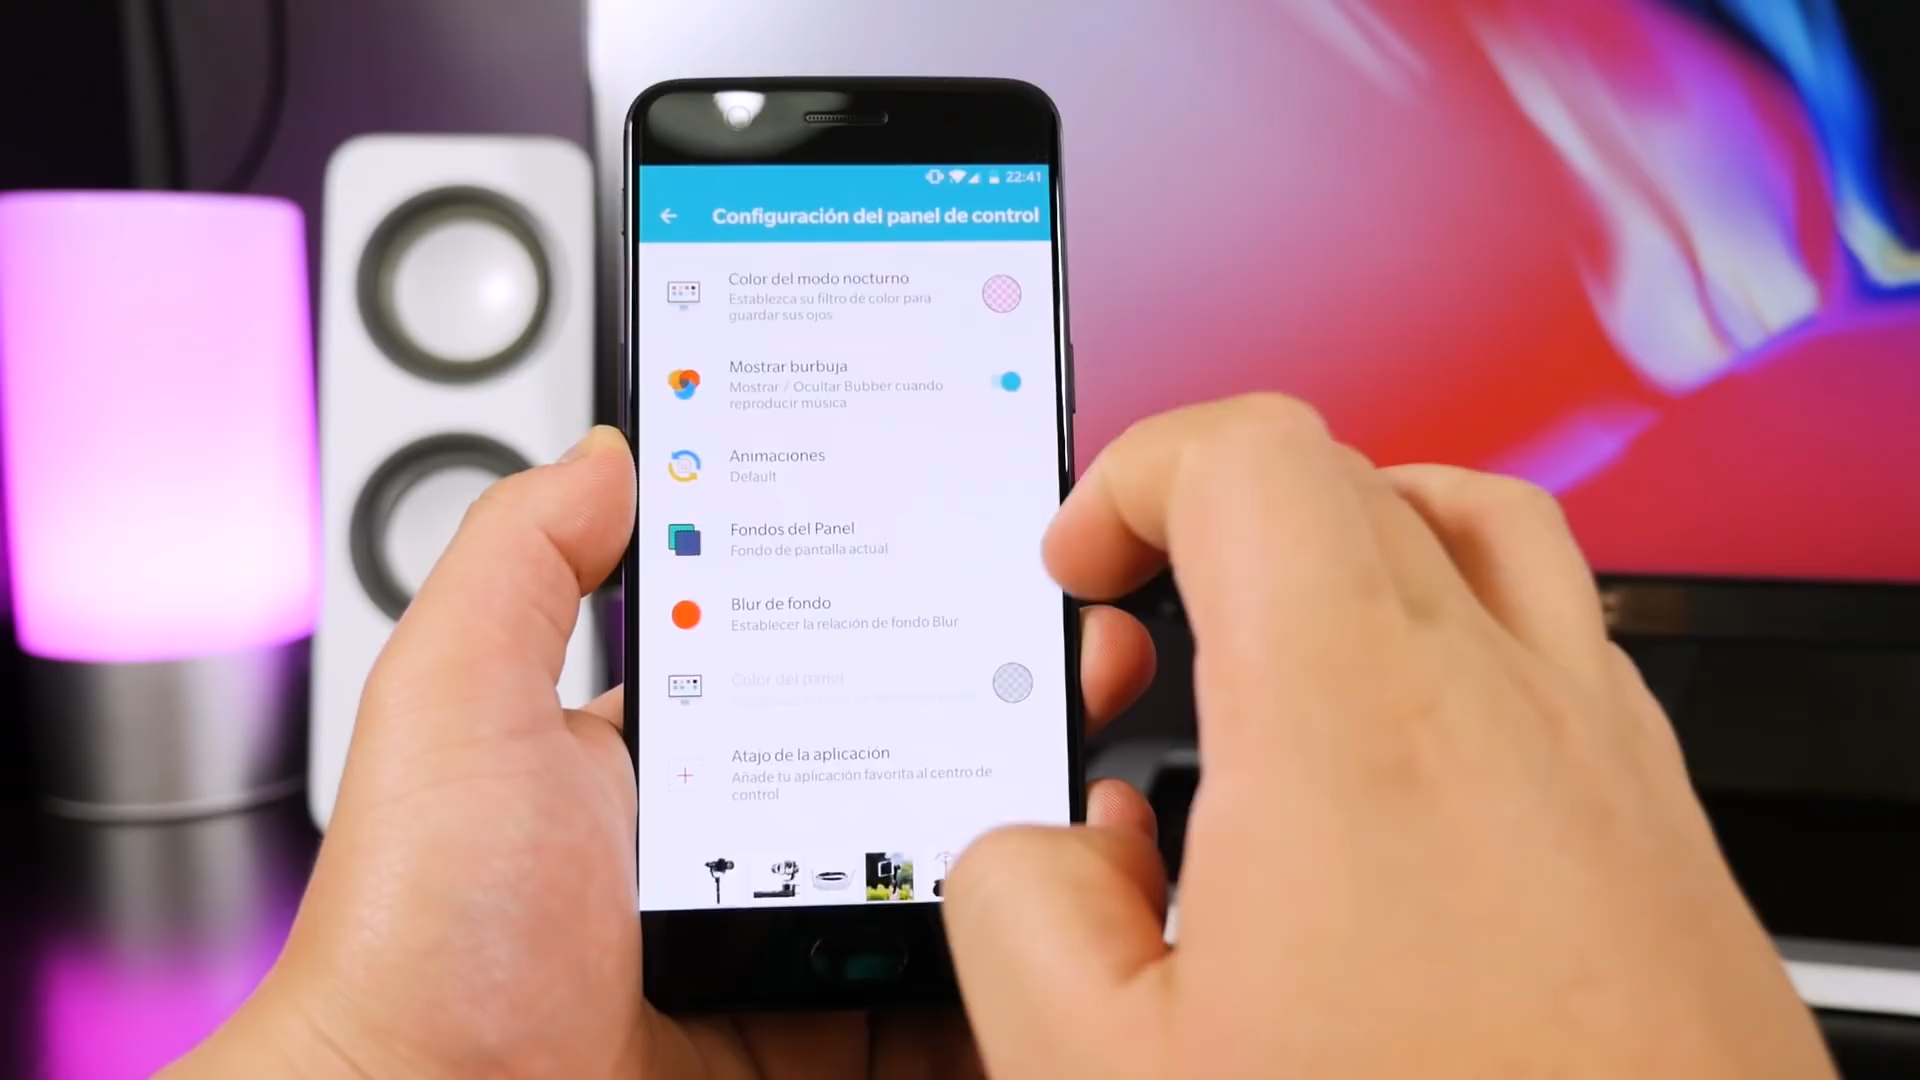 22:41
Configuración del panel de control
Color del modo nocturno
Establezca su filtro de color para
guardar sus ojos
Mostrar burbuja
Mostrar / Ocultar Bubber cuando
reproducir música
Animaciones
Default
Fondos del Panel
Fondo de pantalla actual
Blur de fondo
Establecer la relación de fondo Blur
Color del panel
Atajo de la aplicación
Añade tu aplicación favorita al centro de
control